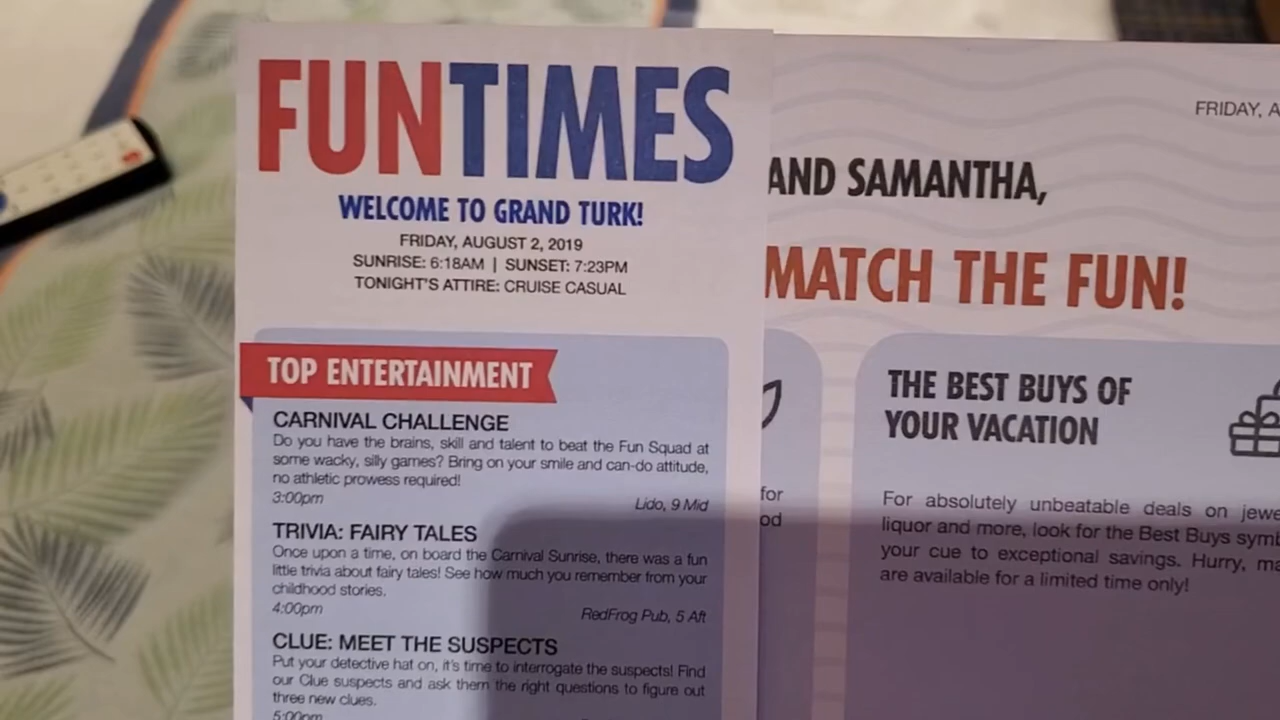 FUNTIMES
WELCOME TO GRAND TURK!
FRIDAY, AUGUST 2, 2019
SUNRISE: 6:18AM | SUNSET: 7:23PM
TONIGHT'S ATTIRE: CRUISE CASUAL
TOP ENTERTAINMENT
CARNIVAL CHALLENGE
Do you have the brains, skill and talent to beat the Fun Squad at
some wacky, silly games? Bring on your smile and can-do attitude,
no athletic prowess required!
3:00pm Lido, 9 Mid
TRIVIA: FAIRY TALES
Once upon a time, on board the Carnival Sunrise, there was a fun
little trivia about fairy tales! See how much you remember from your
childhood stories.
4:00pm RedFrog Pub, 5 Aft
CLUE: MEET THE SUSPECTS
Put your detective hat on, it's time to interrogate the suspects! Find
our Clue suspects and ask them the right questions to figure out
three new clues.
5:00pm
FRIDAY, A
AND SAMANTHA,
MATCH THE FUN!
for
od
THE BEST BUYS OF
YOUR VACATION
For absolutely unbeatable deals on jewe
liquor and more, look for the Best Buys symb
your cue to exceptional savings. Hurry, ma
are available for a limited time only!